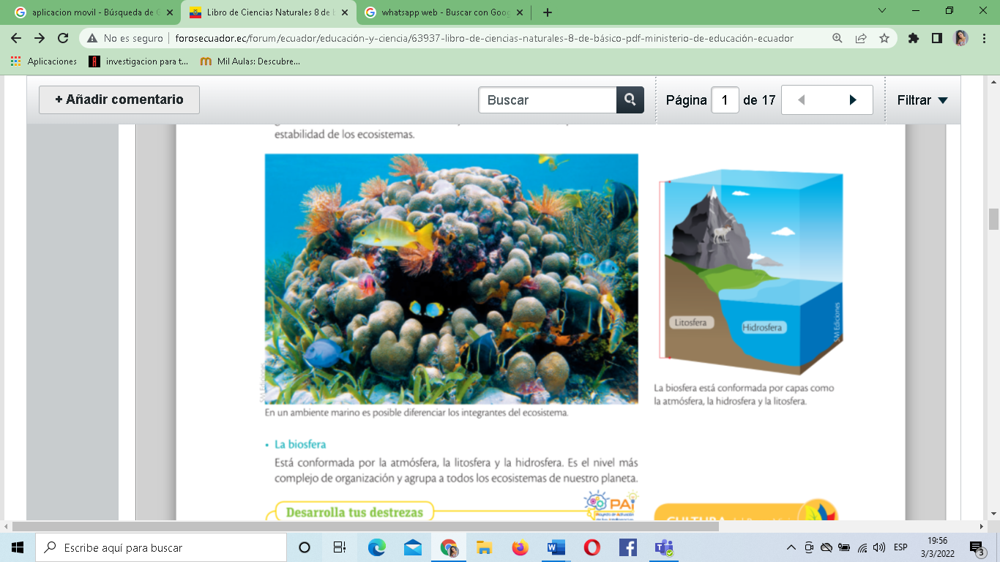 aplicacion movil - Búsqueda de G
Libro de Ciencias Naturales 8 de b
whatsapp web - Buscar con Goog
No es seguro
forosecuador.ec/forum/ecuador/educación-y-ciencia/63937-libro-de-ciencias-naturales-8-de-básico-pdf-ministerio-de-educación-ecuador
Aplicaciones
investigacion para t...
Mil Aulas: Descubre...
+ Añadir comentario
Buscar
Página 1 de 17
Filtrar
estabilidad de los ecosistemas.
Litosfera
Hidrosfera
SM Ediciones
SM Ediciones
La biosfera está conformada por capas como
la atmósfera, la hidrosfera y la litosfera.
En un ambiente marino es posible diferenciar los integrantes del ecosistema.
• La biosfera
Está conformada por la atmósfera, la litosfera y la hidrosfera. Es el nivel más
complejo de organización y agrupa a todos los ecosistemas de nuestro planeta.
Desarrolla tus destrezas
PAi
CULTURA del Buen Vivir
Escribe aquí para buscar
ESP
19:56
3/3/2022
3